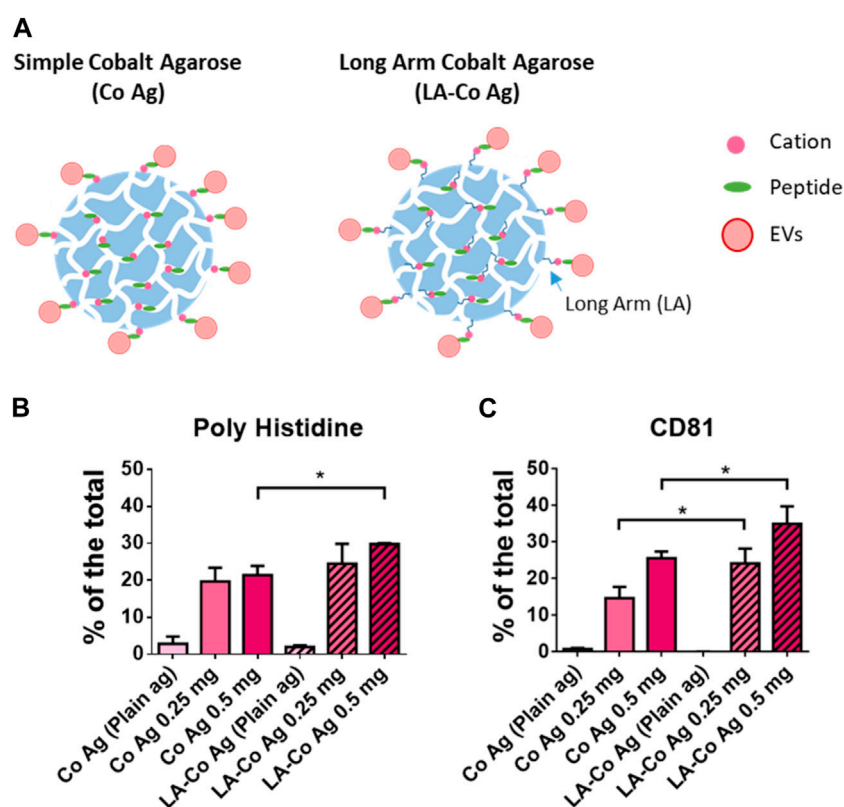 A
Simple Cobalt Agarose
(Co Ag)
Long Arm Cobalt Agarose
(LA-Co Ag)
Cation
Peptide
EVs
Long Arm (LA)
B
Poly Histidine
% of the total
50
40
30
20
10
0
*
Co Ag (Plain ag)
Co Ag 0.25 mg
Co Ag 0.5 mg
LA-Co Ag (Plain ag)
LA-Co Ag 0.25 mg
LA-Co Ag 0.5 mg
C
CD81
% of the total
50
40
30
20
10
0
*
*
Co Ag (Plain ag)
Co Ag 0.25 mg
Co Ag 0.5 mg
LA-Co Ag (Plain ag)
LA-Co Ag 0.25 mg
LA-Co Ag 0.5 mg